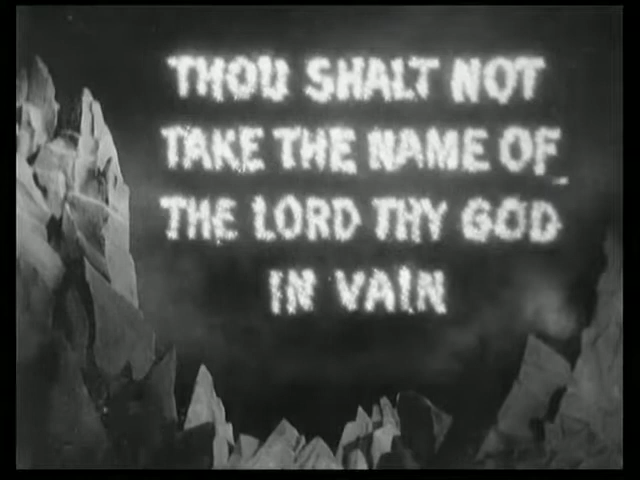 THOU SHALT NOT
TAKE THE NAME OF
THE LORD THY GOD
IN VAIN